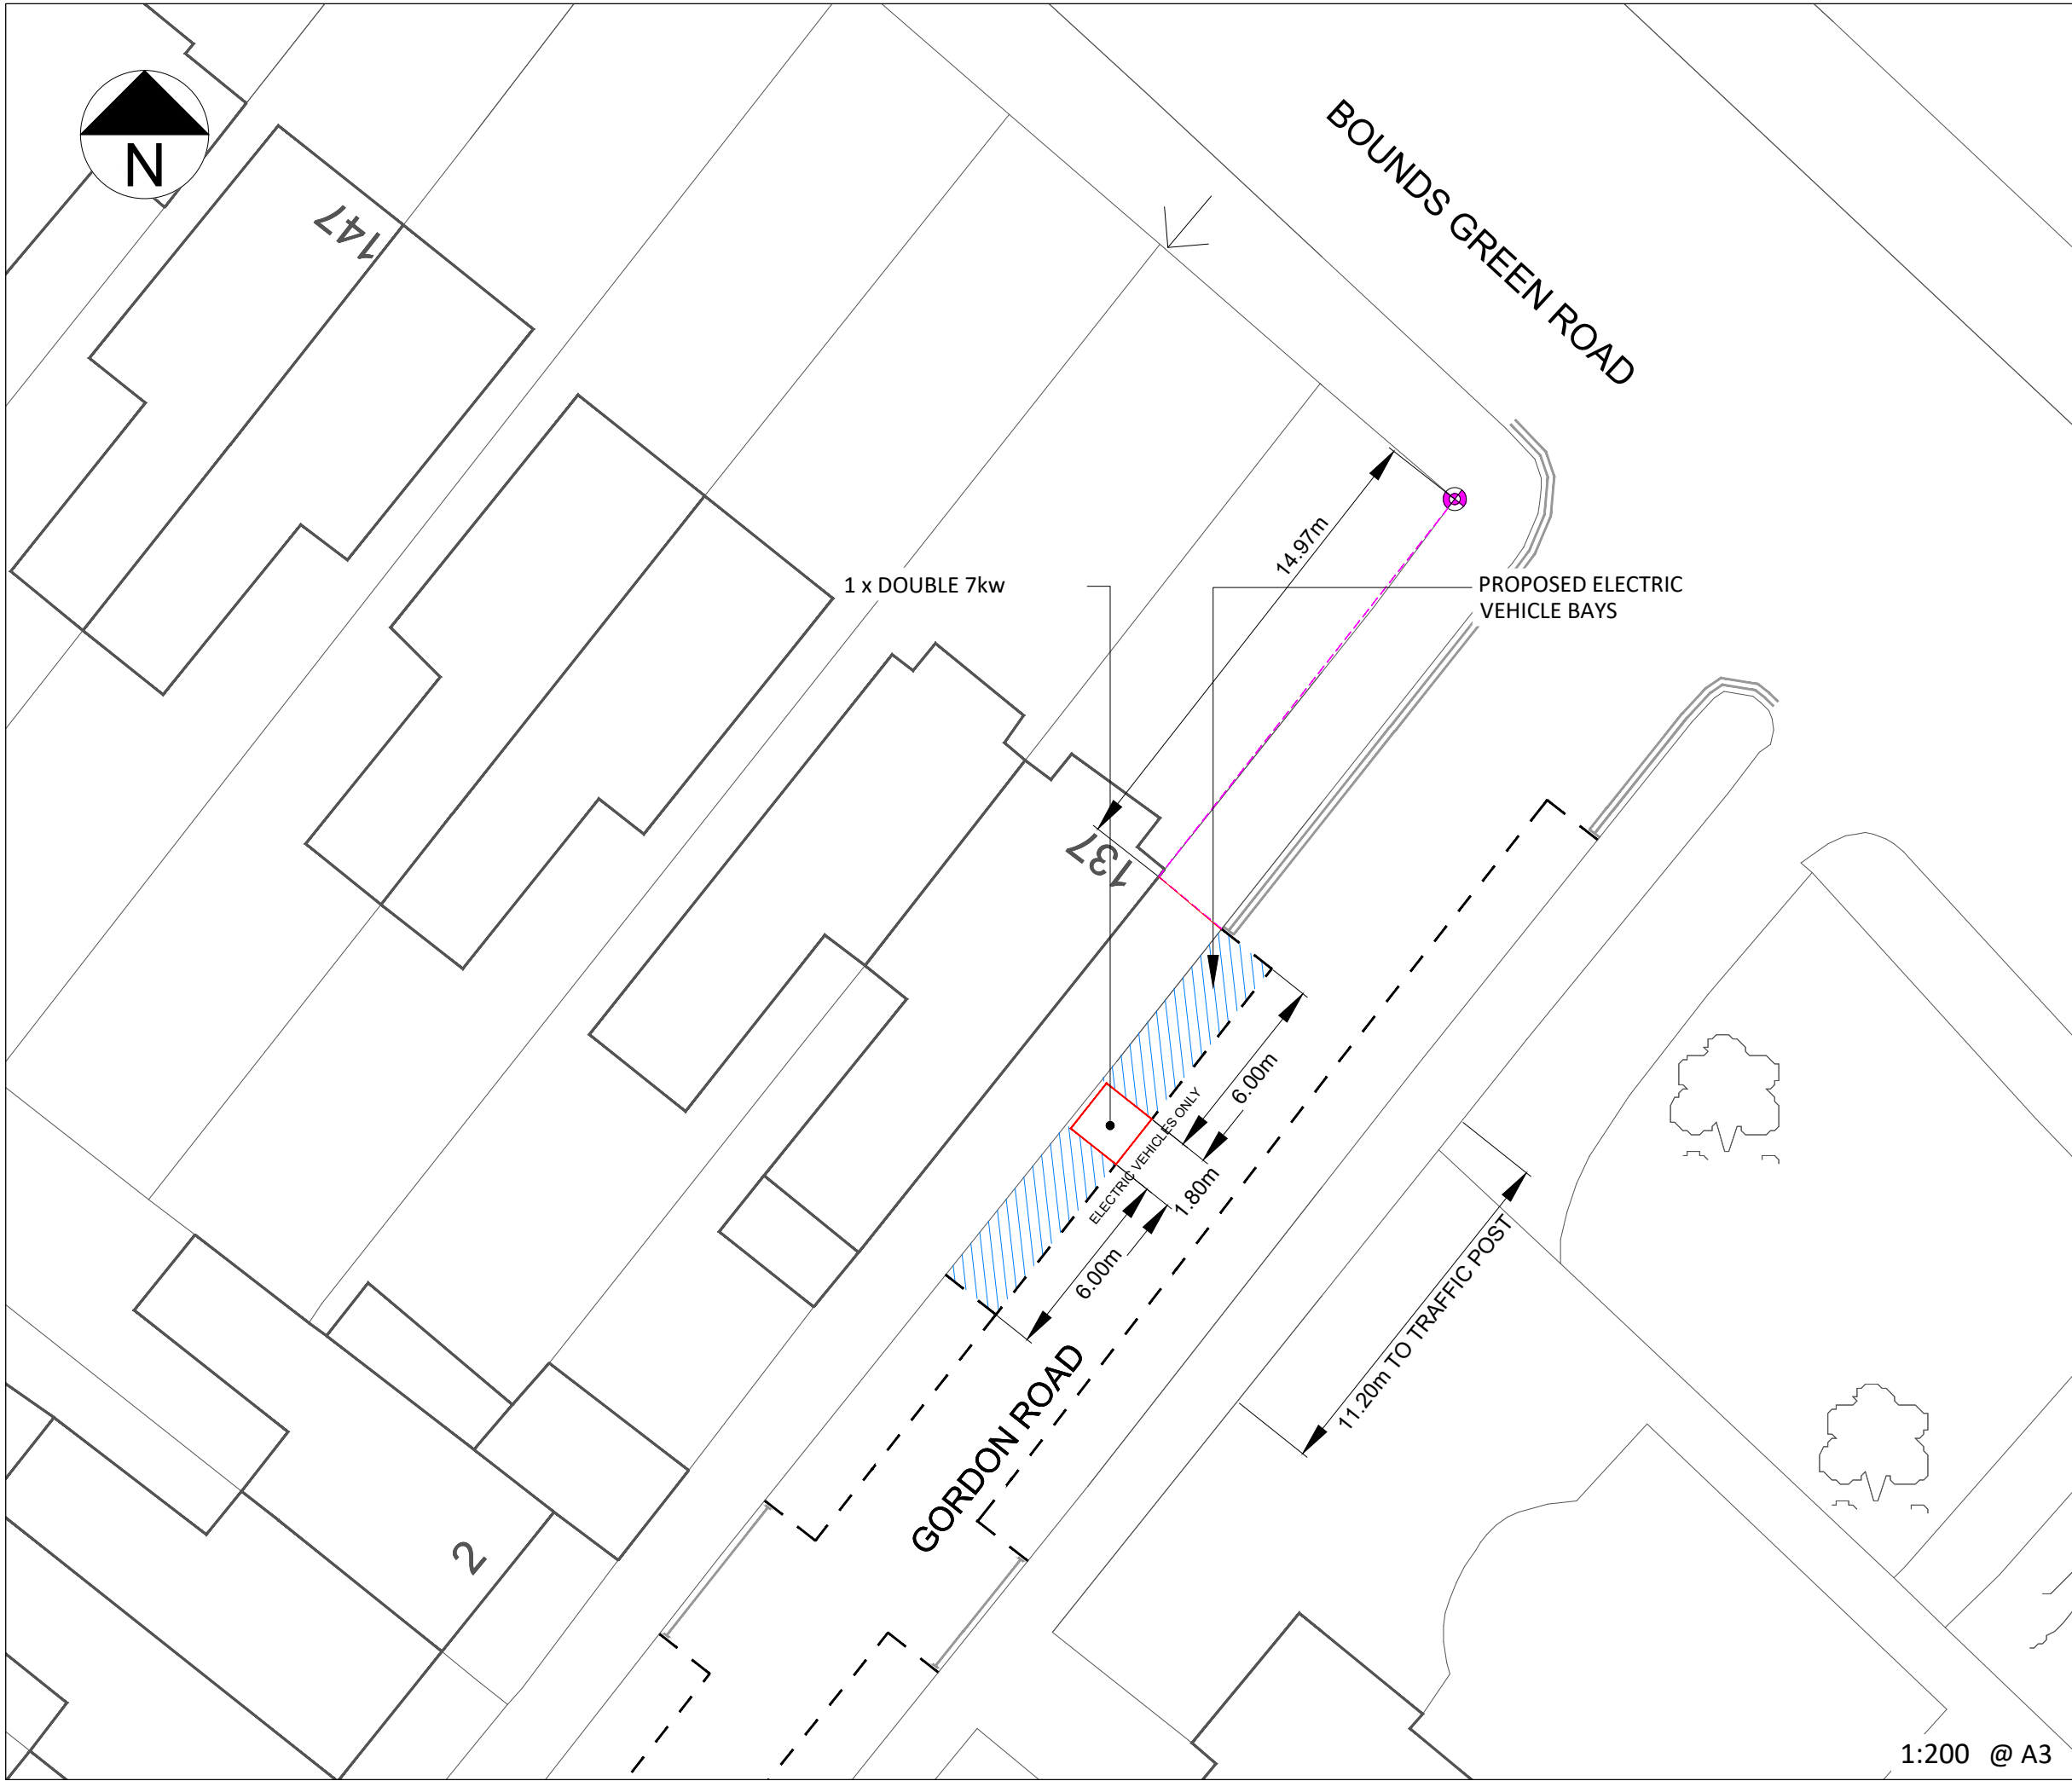 N
147
BOUNDS GREEN ROAD
14.97m
1 x DOUBLE 7kw
PROPOSED ELECTRIC
VEHICLE BAYS
137
6.00m
ELECTRIC VEHICLES ONLY
1.80m
6.00m
11.20m TO TRAFFIC POST
GORDON ROAD
2
1:200 @ A3